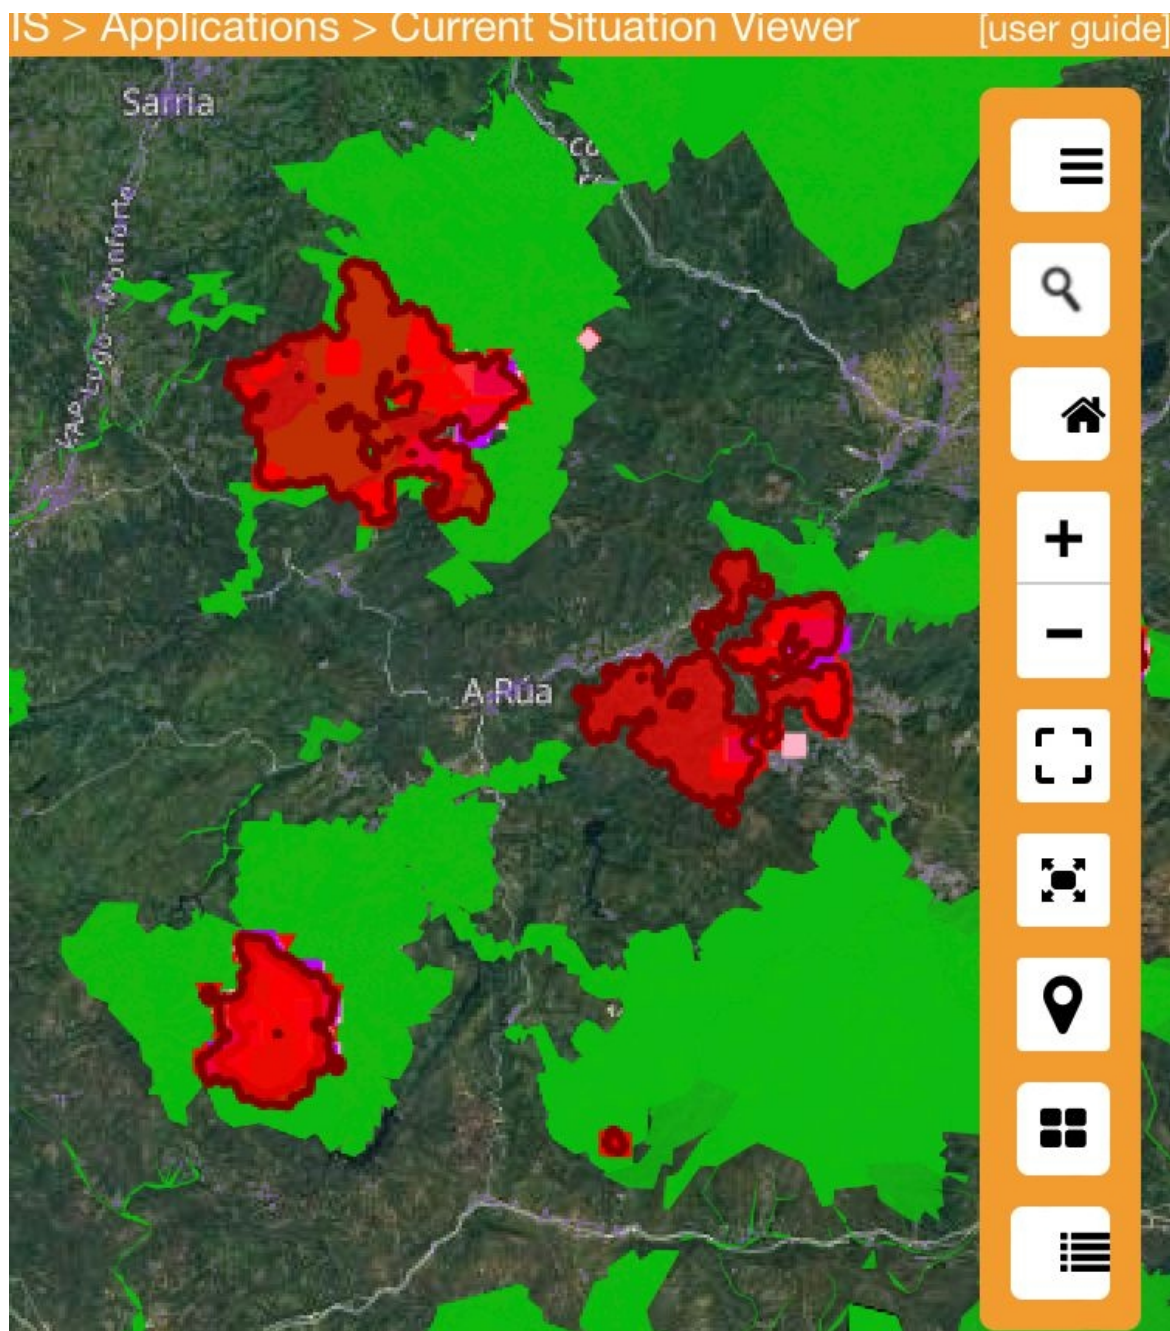 IS > Applications > Current Situation Viewer [user guide]
Sarria
A Rúa